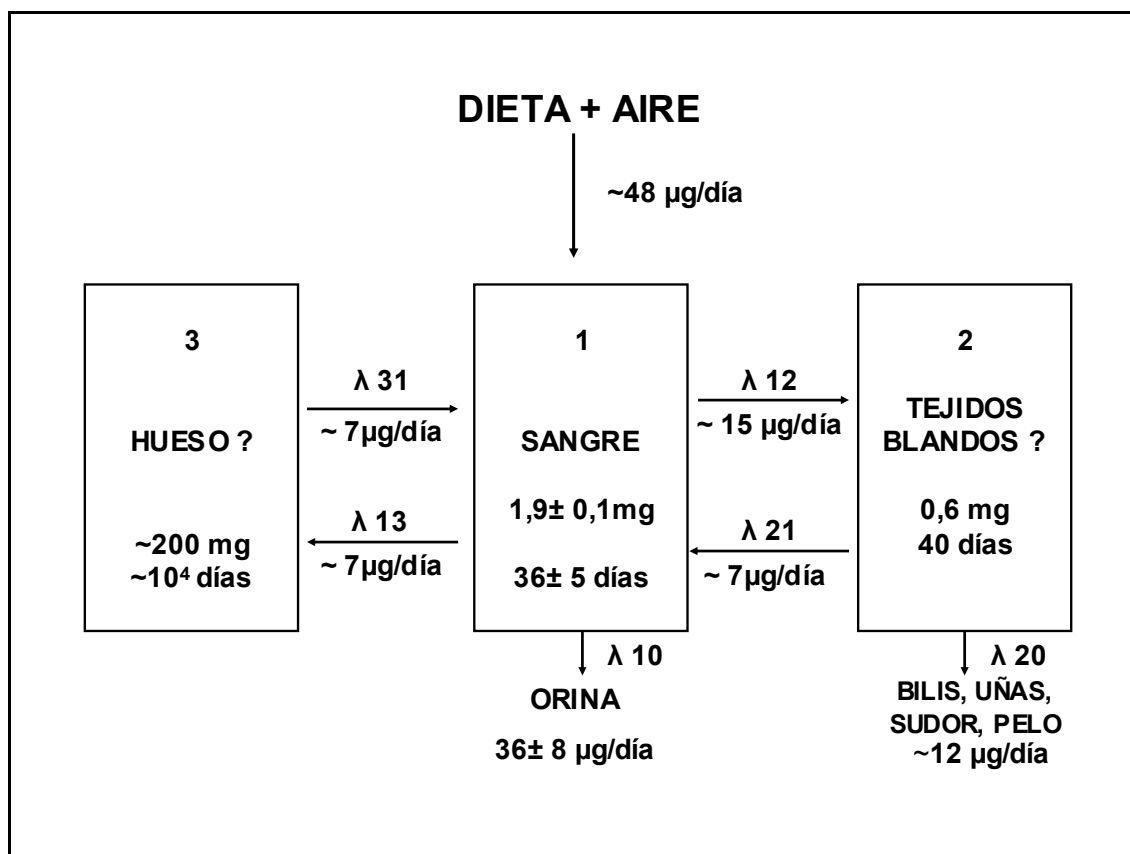 DIETA + AIRE
~48 µg/día
3
HUESO ?
~200 mg
~10⁴ días
λ 31
~ 7µg/día
λ 13
~ 7µg/día
1
SANGRE
1,9± 0,1mg
36± 5 días
λ 12
~ 15 µg/día
λ 21
~ 7µg/día
2
TEJIDOS
BLANDOS ?
0,6 mg
40 días
λ 10
ORINA
36± 8 µg/día
λ 20
BILIS, UÑAS,
SUDOR, PELO
~12 µg/día